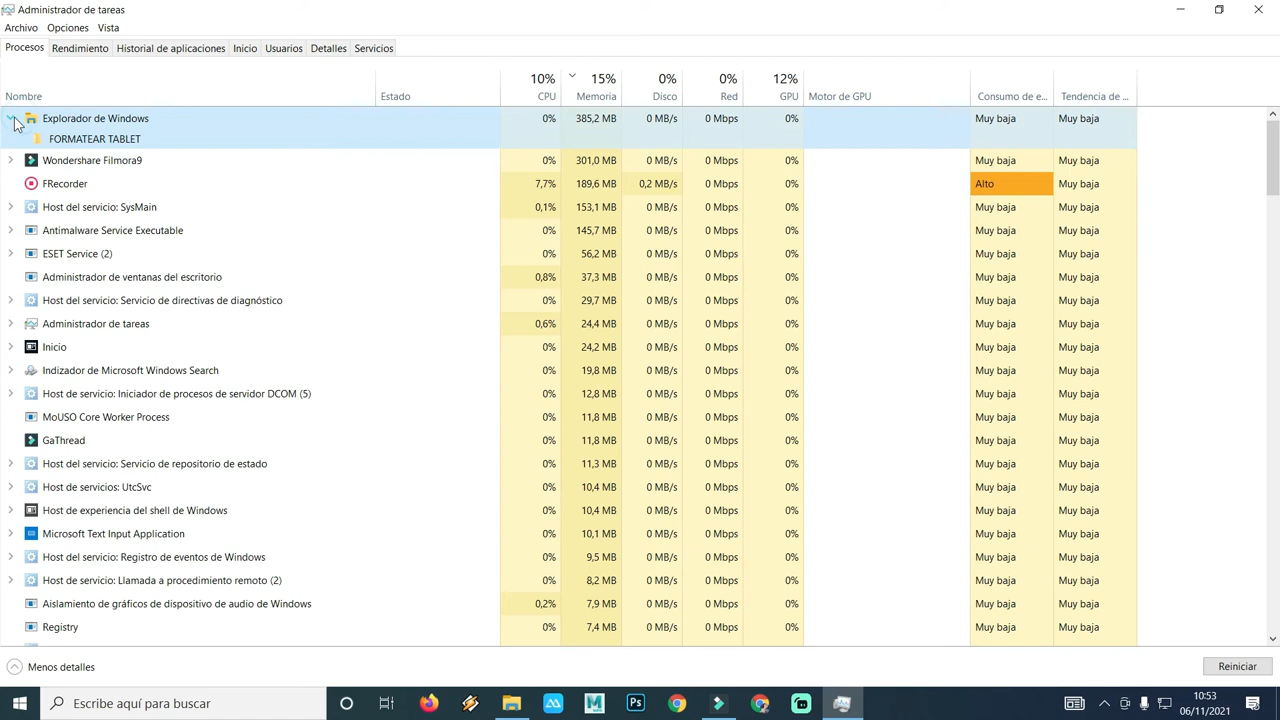 Administrador de tareas
Archivo Opciones Vista
Procesos Rendimiento Historial de aplicaciones Inicio Usuarios Detalles Servicios
10% 15% 0% 0% 12%
Nombre Estado CPU Memoria Disco Red GPU Motor de GPU Consumo de e... Tendencia de ...
Explorador de Windows 0% 385,2 MB 0 MB/s 0 Mbps 0% Muy baja Muy baja
FORMATEAR TABLET
Wondershare Filmora9 0% 301,0 MB 0 MB/s 0 Mbps 0% Muy baja Muy baja
FRecorder 7,7% 189,6 MB 0,2 MB/s 0 Mbps 0% Alto Muy baja
Host del servicio: SysMain 0,1% 153,1 MB 0 MB/s 0 Mbps 0% Muy baja Muy baja
Antimalware Service Executable 0% 145,7 MB 0 MB/s 0 Mbps 0% Muy baja Muy baja
ESET Service (2) 0% 56,2 MB 0 MB/s 0 Mbps 0% Muy baja Muy baja
Administrador de ventanas del escritorio 0,8% 37,3 MB 0 MB/s 0 Mbps 0% Muy baja Muy baja
Host del servicio: Servicio de directivas de diagnóstico 0% 29,7 MB 0 MB/s 0 Mbps 0% Muy baja Muy baja
Administrador de tareas 0,6% 24,4 MB 0 MB/s 0 Mbps 0% Muy baja Muy baja
Inicio 0% 24,2 MB 0 MB/s 0 Mbps 0% Muy baja Muy baja
Indizador de Microsoft Windows Search 0% 19,8 MB 0 MB/s 0 Mbps 0% Muy baja Muy baja
Host de servicio: Iniciador de procesos de servidor DCOM (5) 0% 12,8 MB 0 MB/s 0 Mbps 0% Muy baja Muy baja
MoUSO Core Worker Process 0% 11,8 MB 0 MB/s 0 Mbps 0% Muy baja Muy baja
GaThread 0% 11,8 MB 0 MB/s 0 Mbps 0% Muy baja Muy baja
Host del servicio: Servicio de repositorio de estado 0% 11,3 MB 0 MB/s 0 Mbps 0% Muy baja Muy baja
Host de servicios: UtcSvc 0% 10,4 MB 0 MB/s 0 Mbps 0% Muy baja Muy baja
Host de experiencia del shell de Windows 0% 10,4 MB 0 MB/s 0 Mbps 0% Muy baja Muy baja
Microsoft Text Input Application 0% 10,1 MB 0 MB/s 0 Mbps 0% Muy baja Muy baja
Host del servicio: Registro de eventos de Windows 0% 9,5 MB 0 MB/s 0 Mbps 0% Muy baja Muy baja
Host de servicio: Llamada a procedimiento remoto (2) 0% 8,2 MB 0 MB/s 0 Mbps 0% Muy baja Muy baja
Aislamiento de gráficos de dispositivo de audio de Windows 0,2% 7,9 MB 0 MB/s 0 Mbps 0% Muy baja Muy baja
Registry 0% 7,4 MB 0 MB/s 0 Mbps 0% Muy baja Muy baja
Menos detalles Reiniciar
Escribe aquí para buscar Ps 10:53
06/11/2021